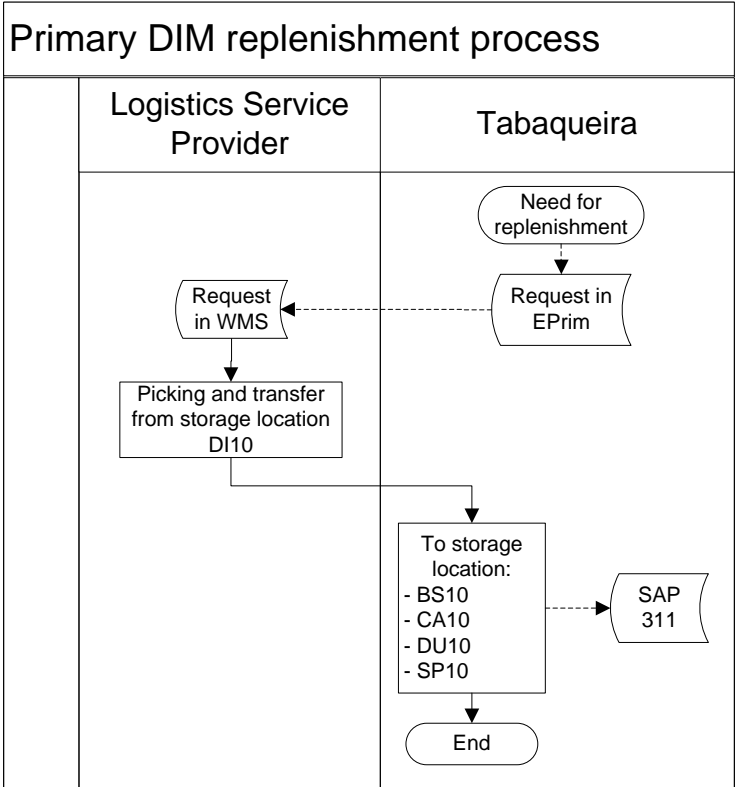 Primary DIM replenishment process
Logistics Service
Provider
Tabaqueira
Need for
replenishment
Request
in WMS
Request in
EPrim
Picking and transfer
from storage location
DI10
To storage
location:
- BS10
- CA10
- DU10
- SP10
SAP
311
End